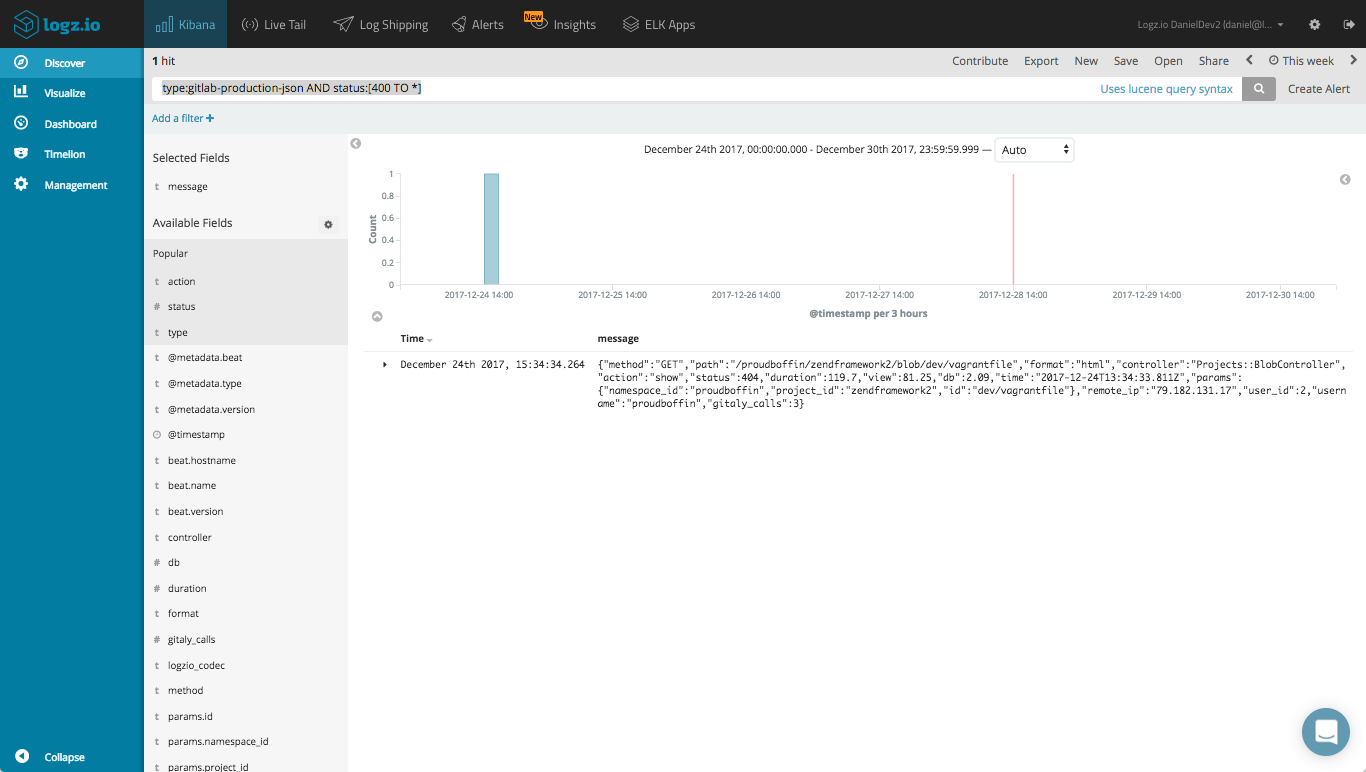 logz.io
Kibana
Live Tail
Log Shipping
Alerts
New
Insights
ELK Apps
Logz.io DanielDev2 (daniel@l...
Discover
Visualize
Dashboard
Timelion
Management
Collapse
1 hit
Contribute
Export
New
Save
Open
Share
This week
type:gitlab-production-json AND status:[400 TO *]
Uses lucene query syntax
Create Alert
Add a filter +
Selected Fields
t message
Available Fields
Popular
t action
# status
t type
t @metadata.beat
t @metadata.type
t @metadata.version
@timestamp
t beat.hostname
t beat.name
t beat.version
t controller
# db
# duration
t format
# gitaly_calls
t logzio_codec
t method
t params.id
t params.namespace_id
t params.project_id
December 24th 2017, 00:00:00.000 - December 30th 2017, 23:59:59.999 —
Auto
Count
1
0.8
0.6
0.4
0.2
0
2017-12-24 14:00
2017-12-25 14:00
2017-12-26 14:00
2017-12-27 14:00
2017-12-28 14:00
2017-12-29 14:00
2017-12-30 14:00
@timestamp per 3 hours
Time
message
December 24th 2017, 15:34:34.264
{"method":"GET","path":"/proudboffin/zendframework2/blob/dev/vagrantfile","format":"html","controller":"Projects::BlobController",
"action":"show","status":404,"duration":119.7,"view":81.25,"db":2.09,"time":"2017-12-24T13:34:33.811Z","params":
{"namespace_id":"proudboffin","project_id":"zendframework2","id":"dev/vagrantfile"},"remote_ip":"79.182.131.17","user_id":2,"usern
ame":"proudboffin","gitaly_calls":3}